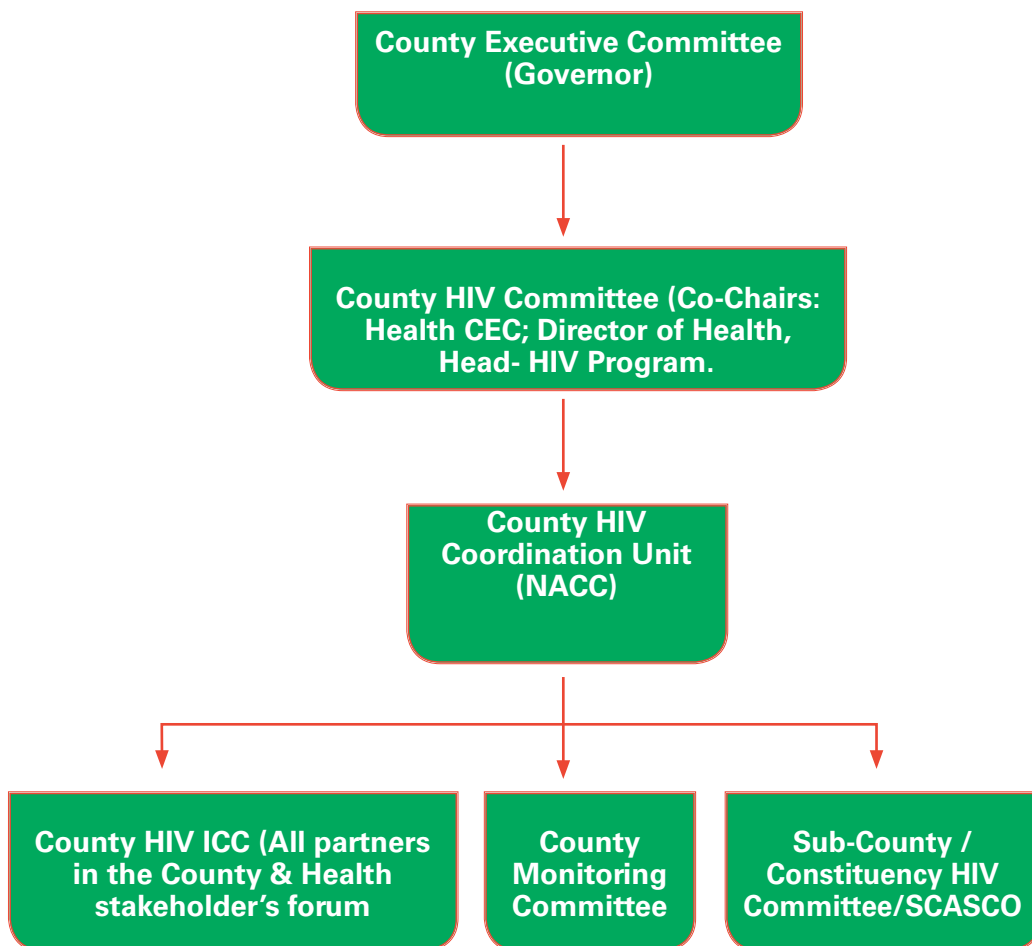 County Executive Committee
(Governor)
County HIV Committee (Co-Chairs:
Health CEC; Director of Health,
Head- HIV Program.
County HIV
Coordination Unit
(NACC)
County HIV ICC (All partners
in the County & Health
stakeholder’s forum
County
Monitoring
Committee
Sub-County /
Constituency HIV
Committee/SCASCO